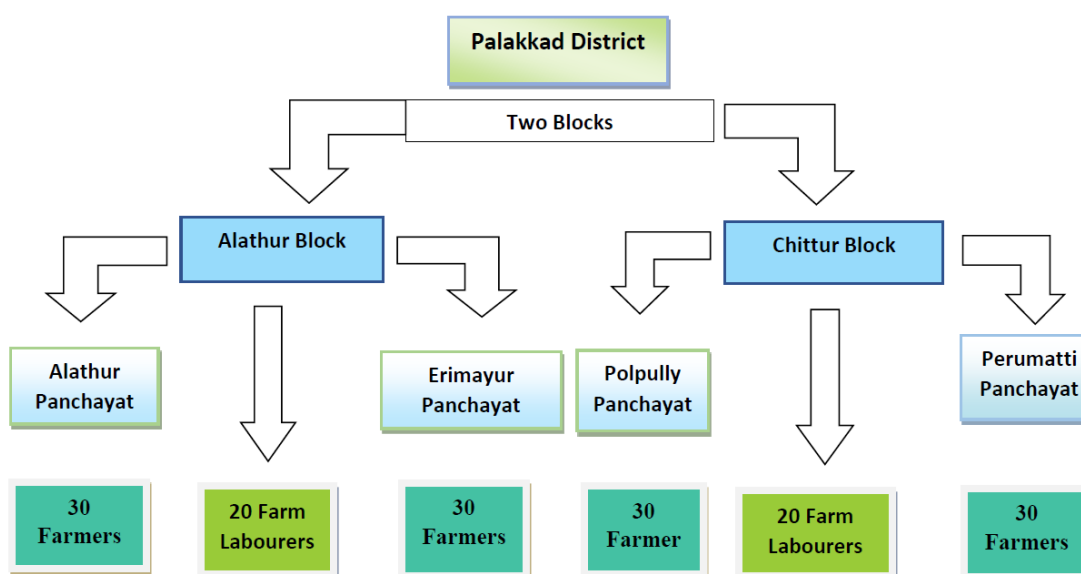 Palakkad District
Two Blocks
Alathur Block
Chittur Block
Alathur
Panchayat
Erimayur
Panchayat
Polpully
Panchayat
Perumatti
Panchayat
30
Farmers
20 Farm
Labourers
30
Farmers
30
Farmer
20 Farm
Labourers
30
Farmers